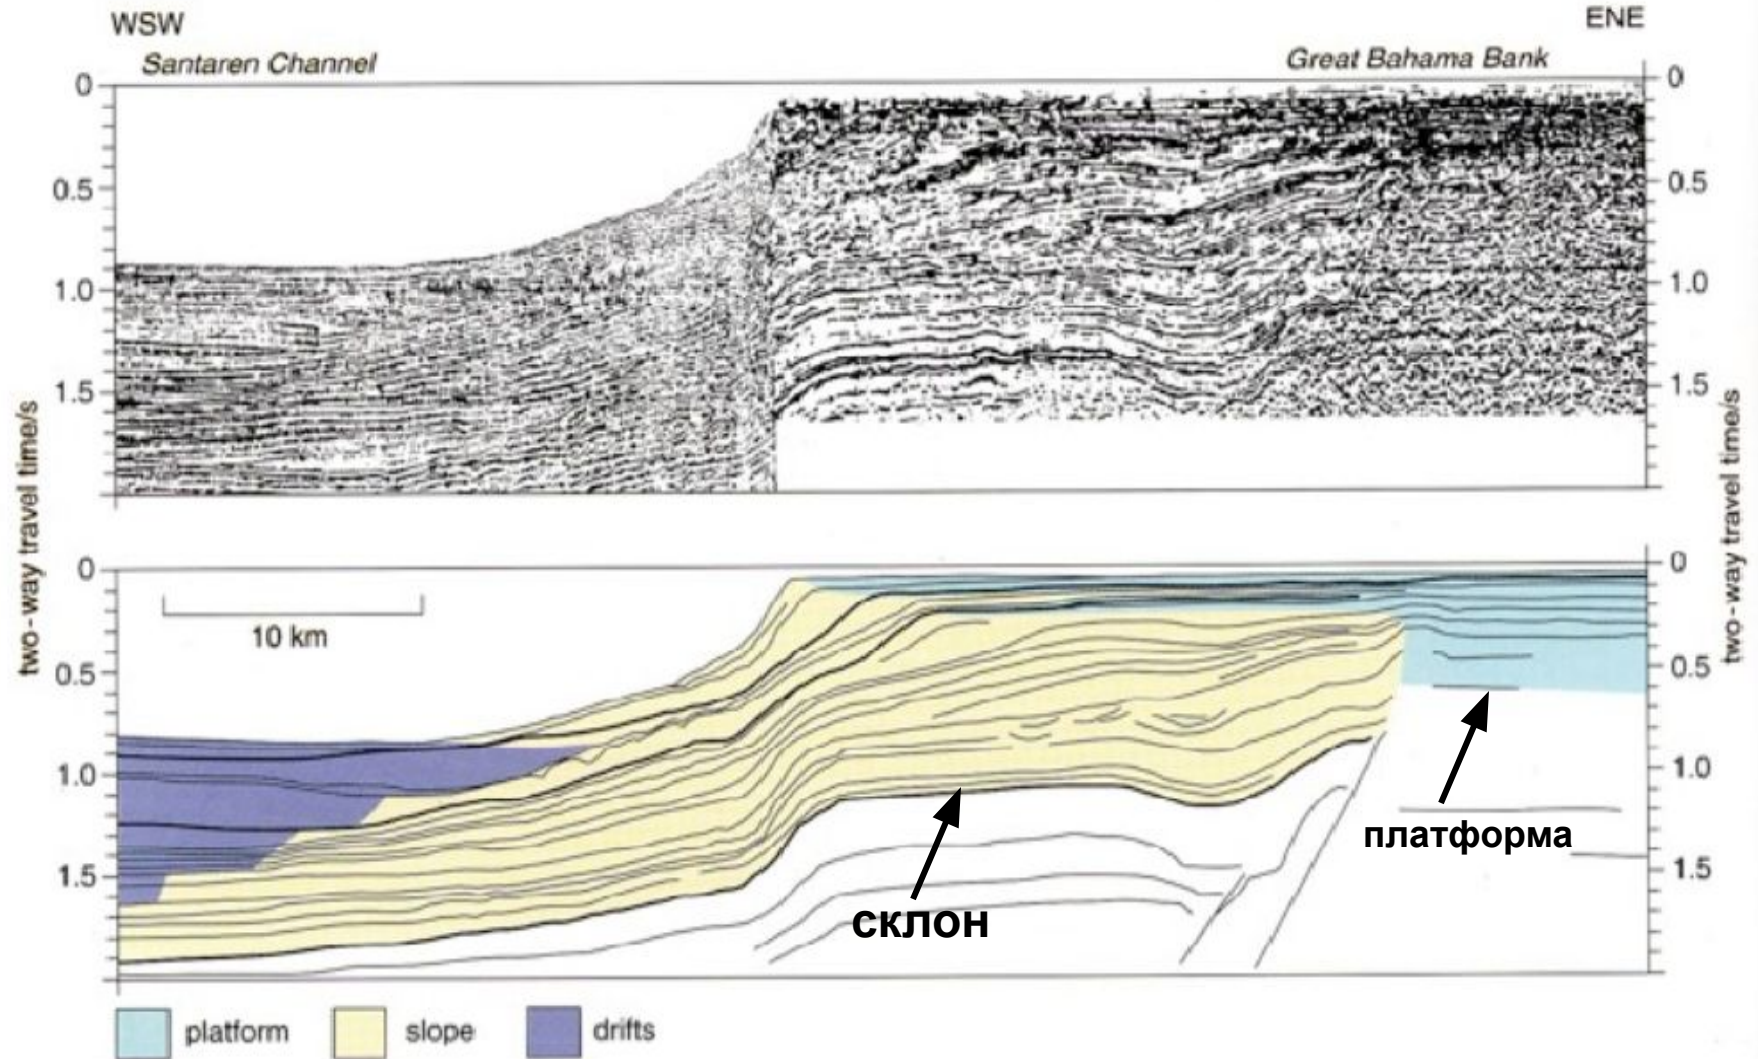 WSW
ENE
Santaren Channel
Great Bahama Bank
0
0.5
1.0
1.5
0
0.5
1.0
1.5
two-way travel time/s
two-way travel time/s
0
0.5
1.0
1.5
0
0.5
1.0
1.5
10 km
платформа
склон
platform
slope
drifts